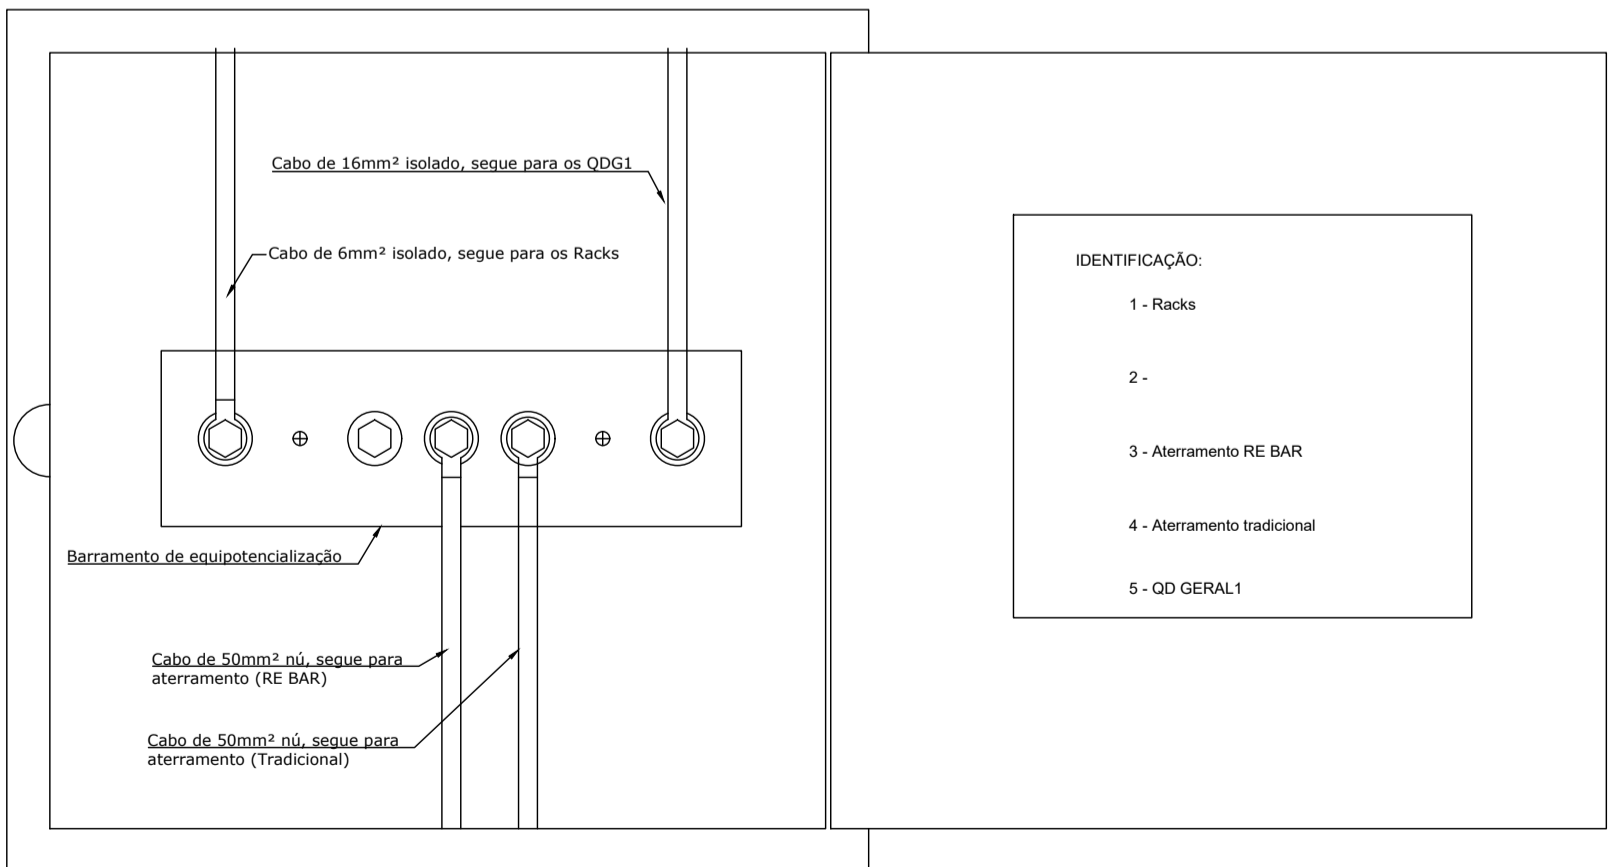 Cabo de 16mm² isolado, segue para os QDG1
Cabo de 6mm² isolado, segue para os Racks
Barramento de equipotencialização
Cabo de 50mm² nú, segue para
aterramento (RE BAR)
Cabo de 50mm² nú, segue para
aterramento (Tradicional)
IDENTIFICAÇÃO:
1 - Racks
2 -
3 - Aterramento RE BAR
4 - Aterramento tradicional
5 - QD GERAL1